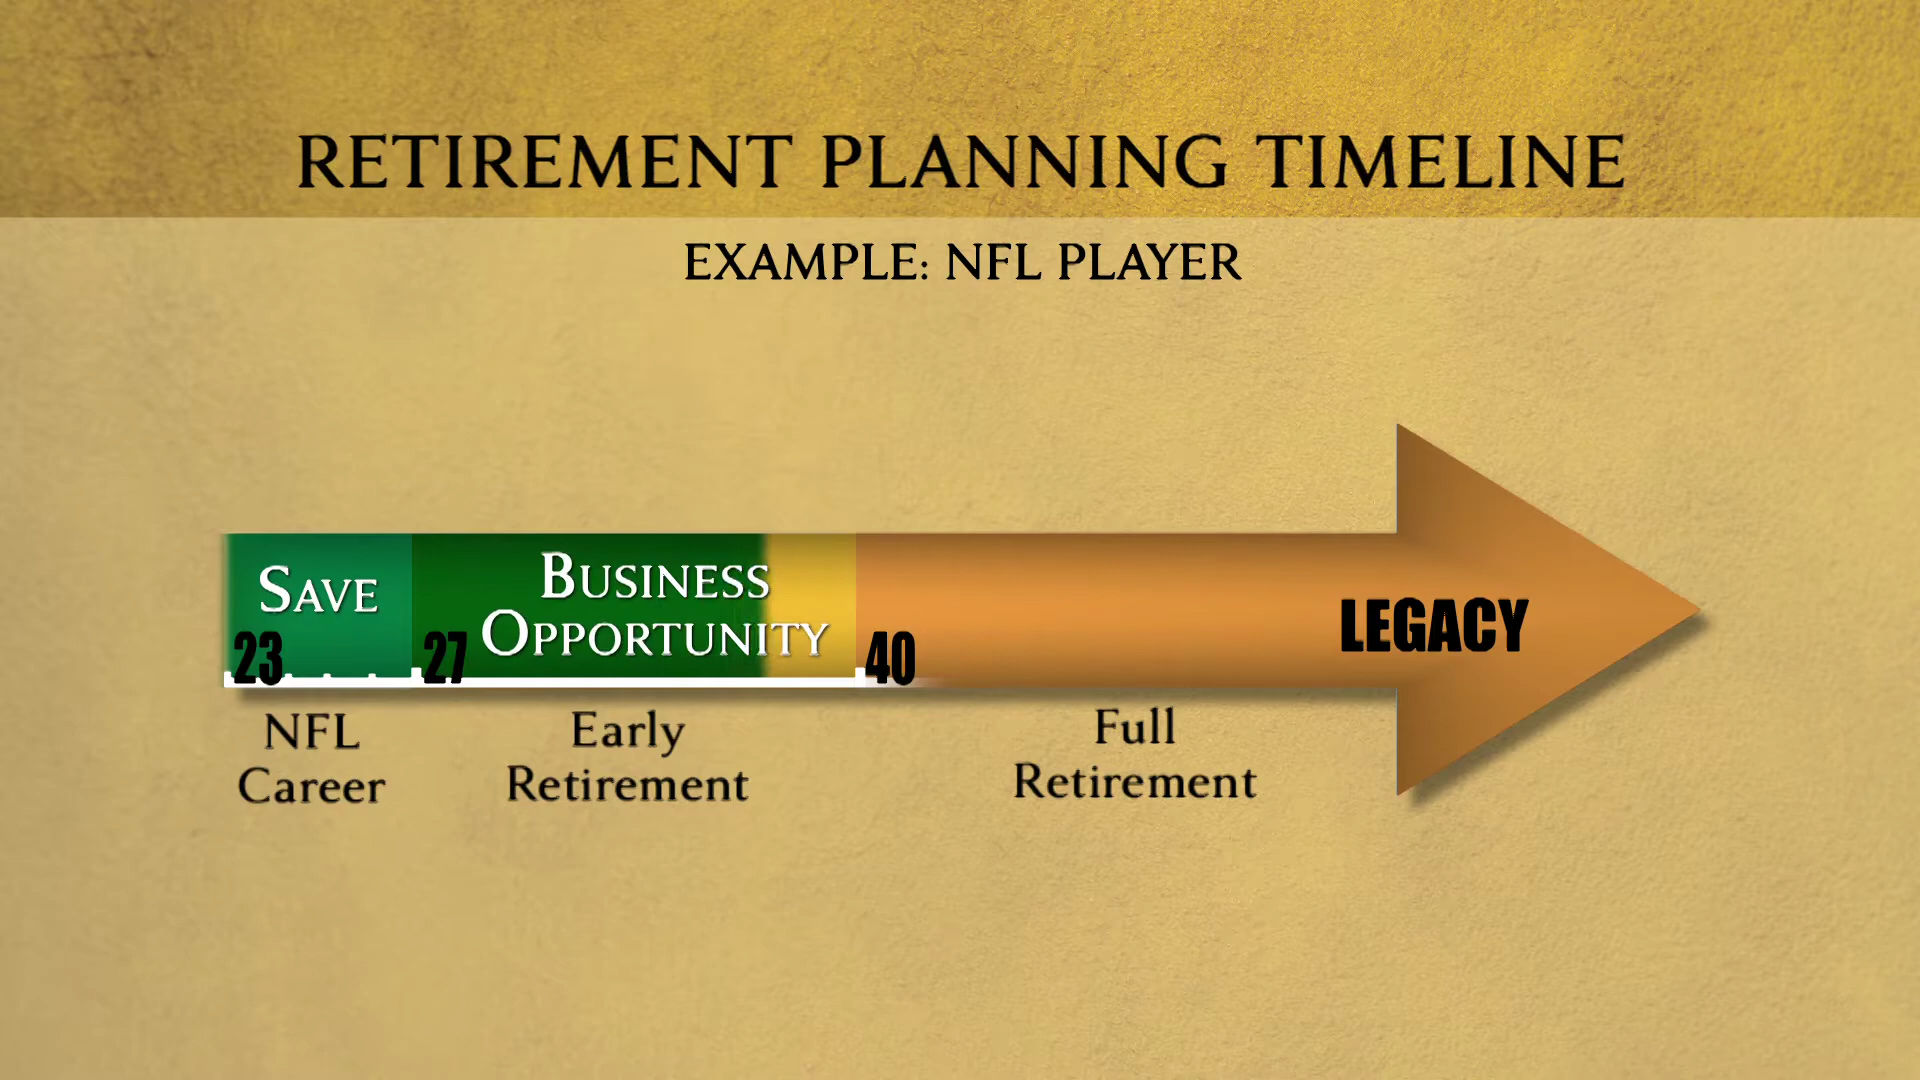 RETIREMENT PLANNING TIMELINE
EXAMPLE: NFL PLAYER
SAVE
BUSINESS
OPPORTUNITY
23
27
40
LEGACY
NFL
Career
Early
Retirement
Full
Retirement